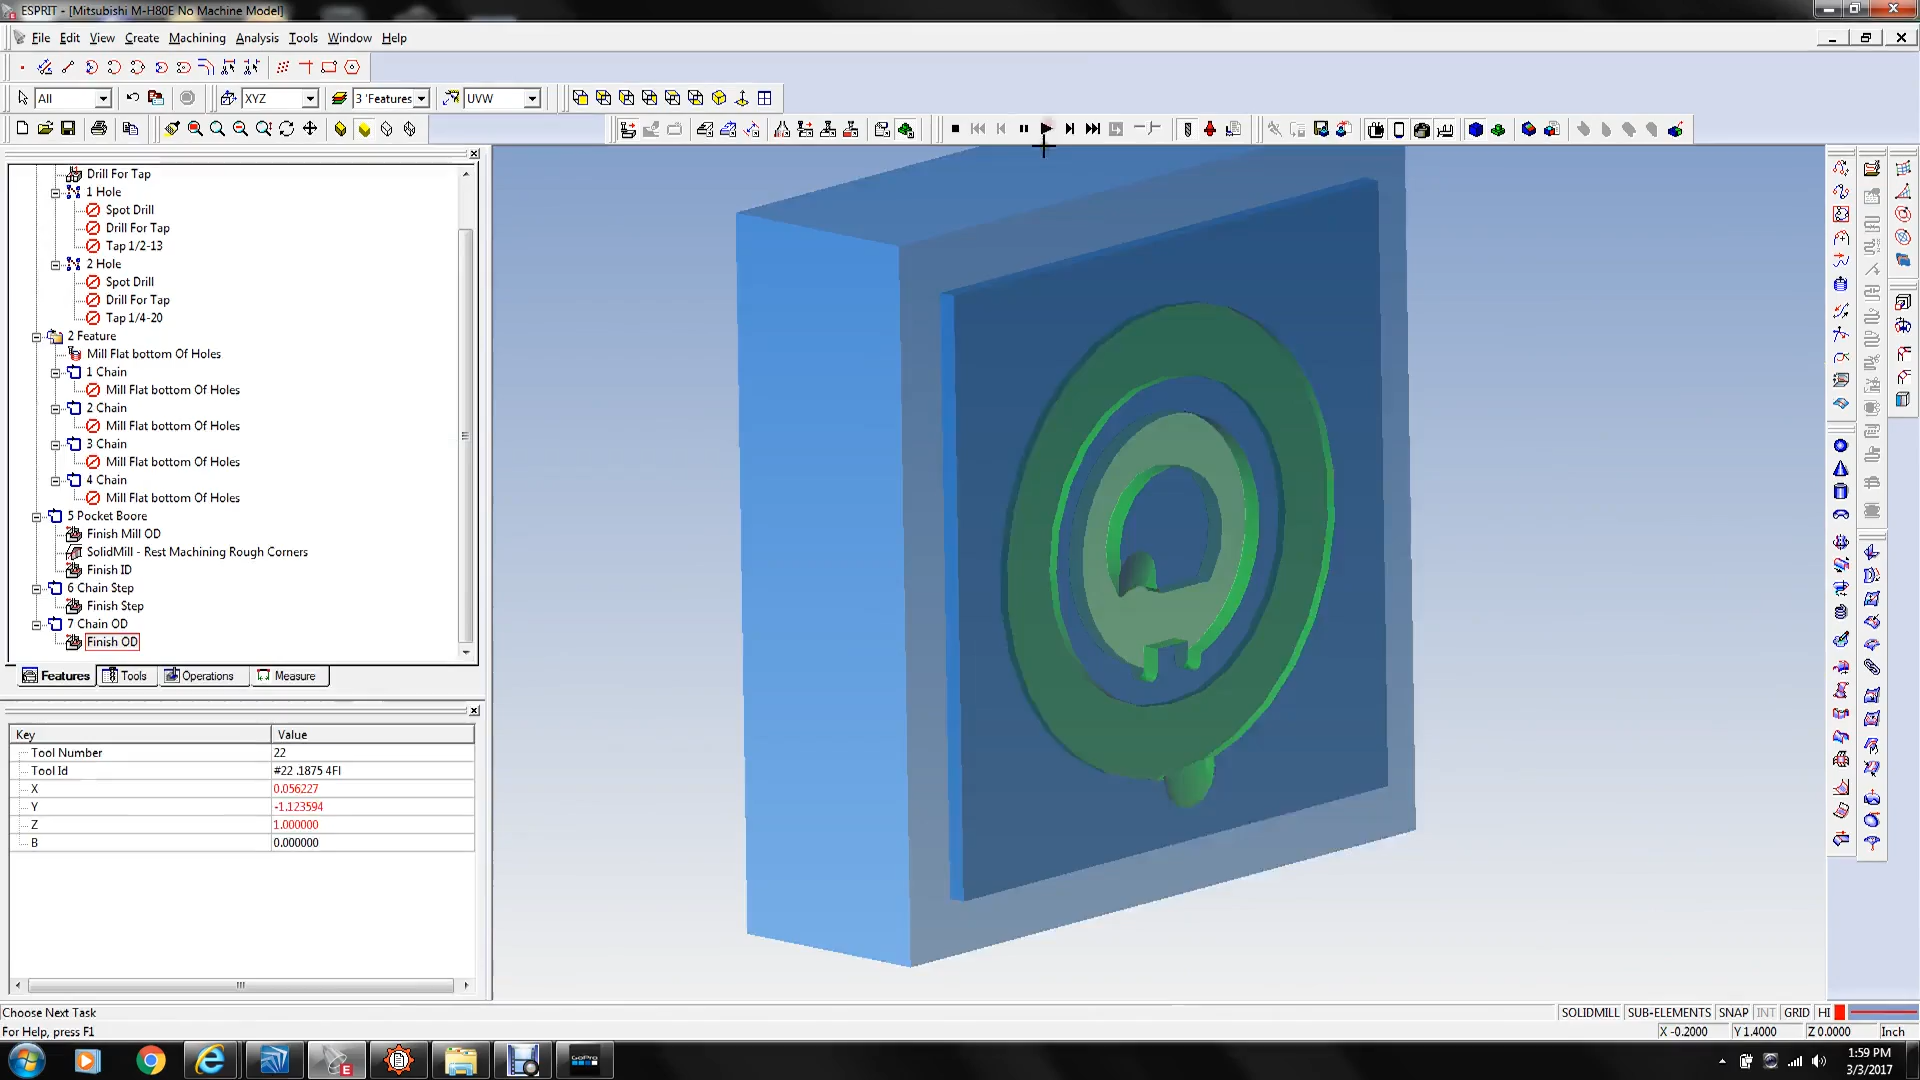 ESPRIT - [Mitsubishi M-H80E No Machine Model]
File Edit View Create Machining Analysis Tools Window Help
All XYZ 3 'Features UVW
Drill For Tap
1 Hole
Spot Drill
Drill For Tap
Tap 1/2-13
2 Hole
Spot Drill
Drill For Tap
Tap 1/4-20
2 Feature
Mill Flat bottom Of Holes
1 Chain
Mill Flat bottom Of Holes
2 Chain
Mill Flat bottom Of Holes
3 Chain
Mill Flat bottom Of Holes
4 Chain
Mill Flat bottom Of Holes
5 Pocket Boore
Finish Mill OD
SolidMill - Rest Machining Rough Corners
Finish ID
6 Chain Step
Finish Step
7 Chain OD
Finish OD
Features Tools Operations Measure
Key Value
Tool Number 22
Tool Id #22 .1875 4Fl
X 0.056227
Y -1.123594
Z 1.000000
B 0.000000
Choose Next Task
SOLIDMILL SUB-ELEMENTS SNAP INT GRID HI
For Help, press F1
X -0.2000 Y 1.4000 Z 0.0000 Inch
GoPro
1:59 PM
3/3/2017